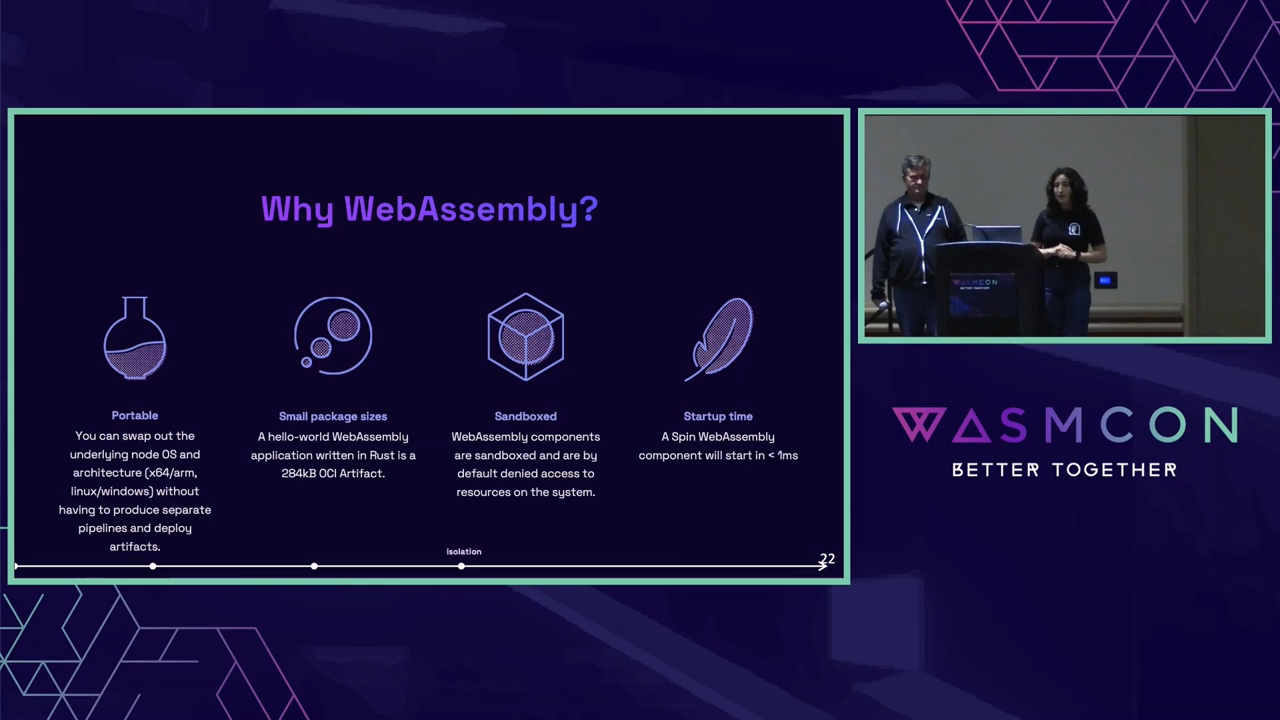 Why WebAssembly?
Portable
You can swap out the
underlying node OS and
architecture (x64/arm,
linux/windows) without
having to produce separate
pipelines and deploy
artifacts.
Small package sizes
A hello-world WebAssembly
application written in Rust is a
284kB OCI Artifact.
Sandboxed
WebAssembly components
are sandboxed and are by
default denied access to
resources on the system.
Startup time
A Spin WebAssembly
component will start in < 1ms
isolation
22
WASMCON
BETTER TOGETHER
WASMCON
BETTER TOGETHER